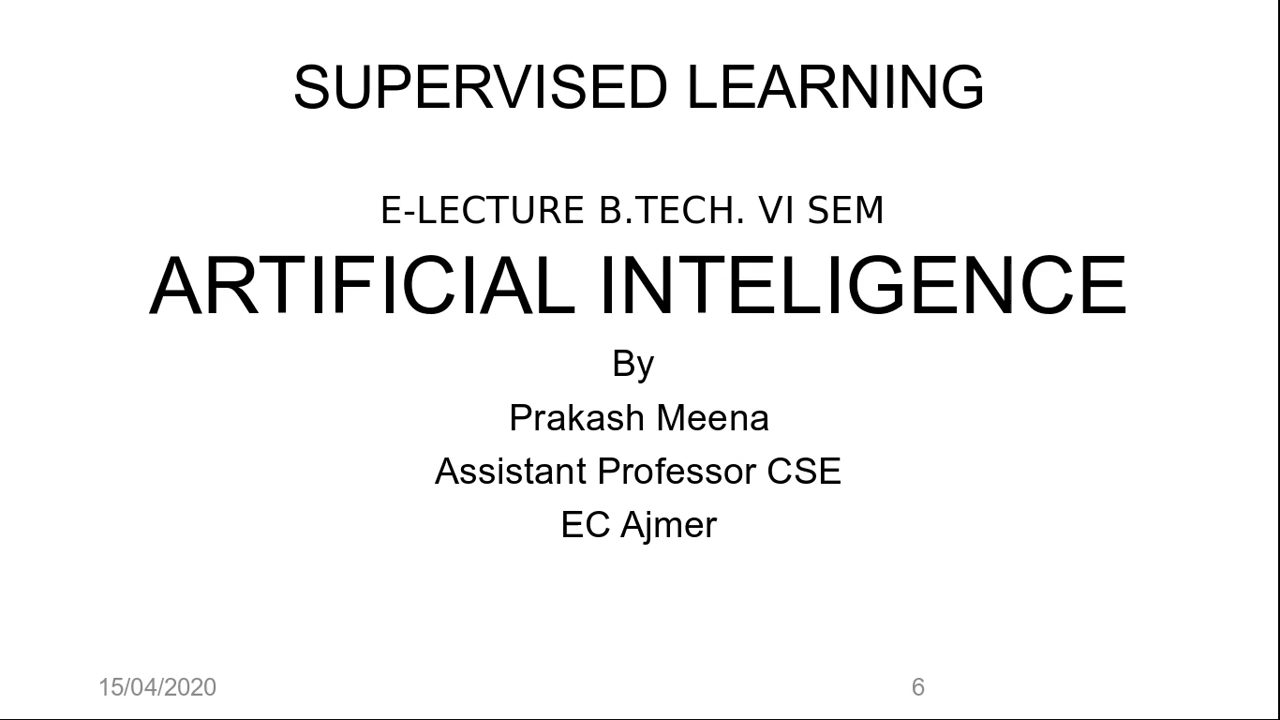 SUPERVISED LEARNING
E-LECTURE B.TECH. VI SEM
ARTIFICIAL INTELIGENCE
By
Prakash Meena
Assistant Professor CSE
EC Ajmer
15/04/2020 6